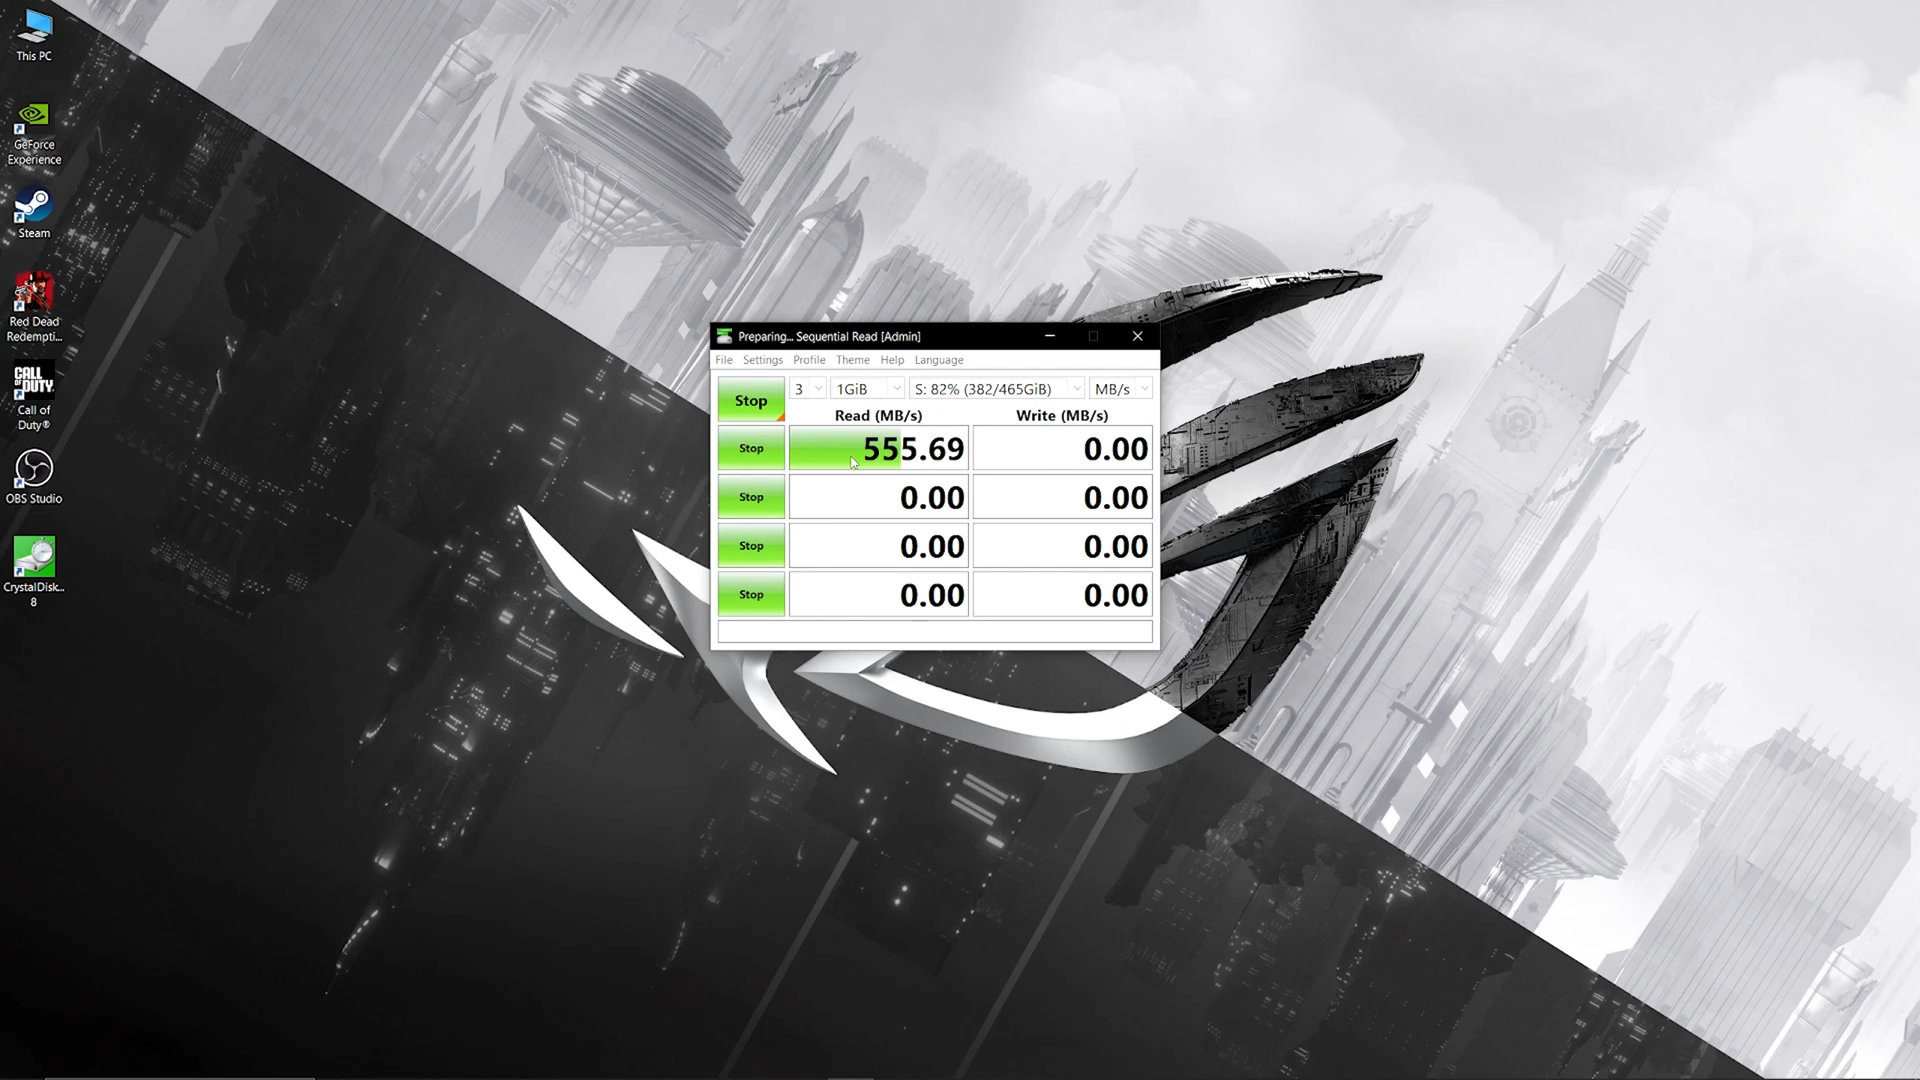 This PC
GeForce
Experience
Steam
Red Dead
Redempti...
CALL OF DUTY
Call of
Duty®
OBS Studio
CrystalDisk...
8
Preparing... Sequential Read [Admin]
File Settings Profile Theme Help Language
Stop 3 1GiB S: 82% (382/465GiB) MB/s
Read (MB/s) Write (MB/s)
Stop 555.69 0.00
Stop 0.00 0.00
Stop 0.00 0.00
Stop 0.00 0.00